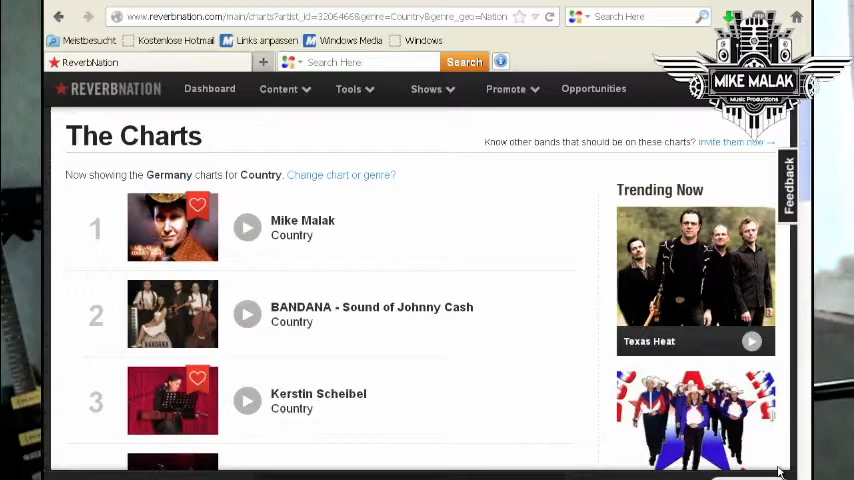 www.reverbnation.com/main/charts?artist_id=3206466&genre=Country&genre_geo=Nation
Search Here
Meistbesucht
Kostenlose Hotmail
Links anpassen
Windows Media
Windows
ReverbNation
Search Here
Search
MIKE MALAK
Music Productions
REVERBNATION
Dashboard
Content
Tools
Shows
Promote
Opportunities
The Charts
Know other bands that should be on these charts? Invite them now →
Now showing the Germany charts for Country. Change chart or genre?
Feedback
Trending Now
1
Mike Malak
Country
2
BANDANA - Sound of Johnny Cash
Country
BANDANA
Texas Heat
3
Kerstin Scheibel
Country